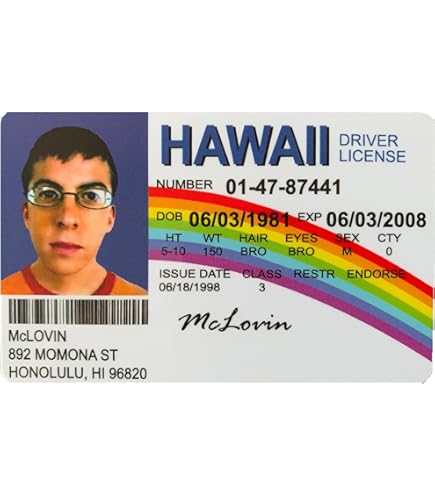 HAWAII DRIVER
LICENSE
NUMBER 01-47-87441
DOB 06/03/1981 EXP 06/03/2008
HT WT HAIR EYES SEX CTY
5-10 150 BRO BRO M 0
ISSUE DATE CLASS RESTR ENDORSE
06/18/1998 3
McLovin
McLOVIN
892 MOMONA ST
HONOLULU, HI 96820